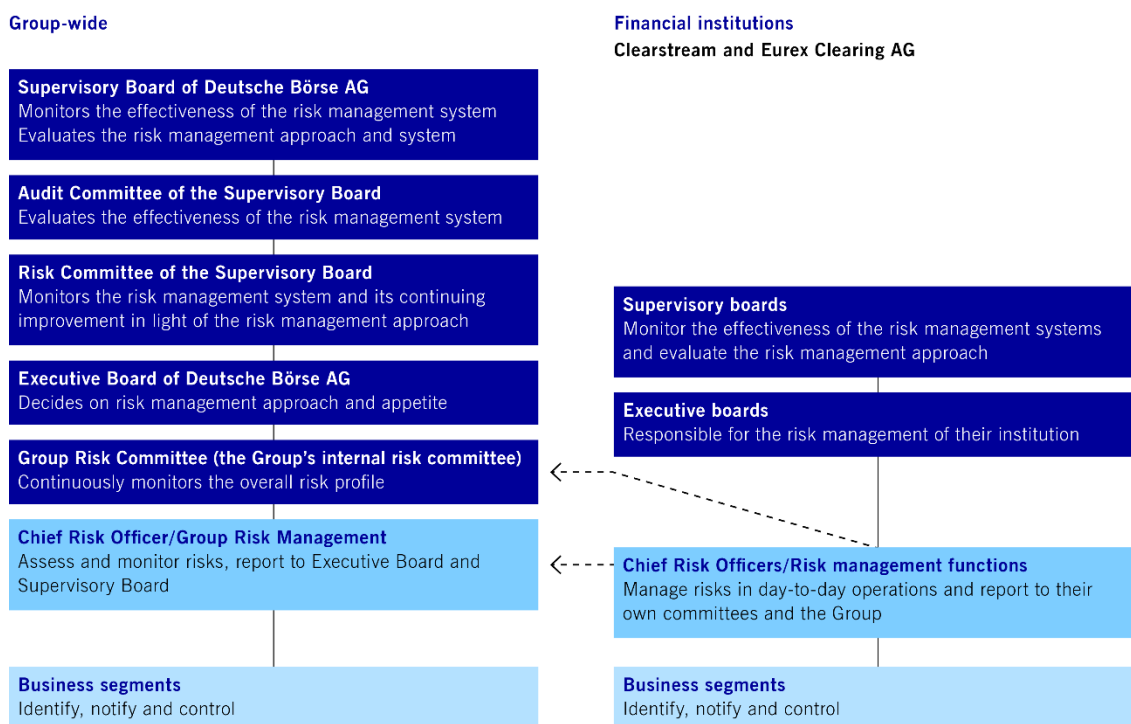 Group-wide
Supervisory Board of Deutsche Börse AG
Monitors the effectiveness of the risk management system
Evaluates the risk management approach and system
Audit Committee of the Supervisory Board
Evaluates the effectiveness of the risk management system
Risk Committee of the Supervisory Board
Monitors the risk management system and its continuing
improvement in light of the risk management approach
Executive Board of Deutsche Börse AG
Decides on risk management approach and appetite
Group Risk Committee (the Group's internal risk committee)
Continuously monitors the overall risk profile
Chief Risk Officer/Group Risk Management
Assess and monitor risks, report to Executive Board and
Supervisory Board
Business segments
Identify, notify and control
Financial institutions
Clearstream and Eurex Clearing AG
Supervisory boards
Monitor the effectiveness of the risk management systems
and evaluate the risk management approach
Executive boards
Responsible for the risk management of their institution
Chief Risk Officers/Risk management functions
Manage risks in day-to-day operations and report to their
own committees and the Group
Business segments
Identify, notify and control